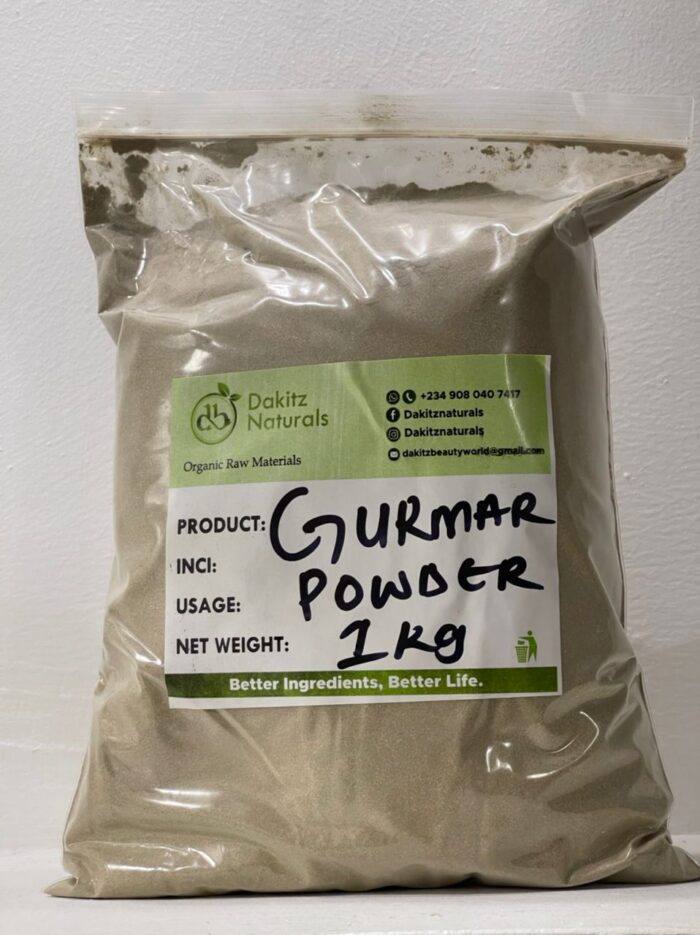 db
Dakitz
Naturals
Organic Raw Materials
+234 908 040 7417
Dakitznaturals
Dakitznaturals
dakitzbeautyworld@gmail.com
PRODUCT: GURMAR
INCI:
USAGE: POWDER
NET WEIGHT: 1kg
Better Ingredients, Better Life.